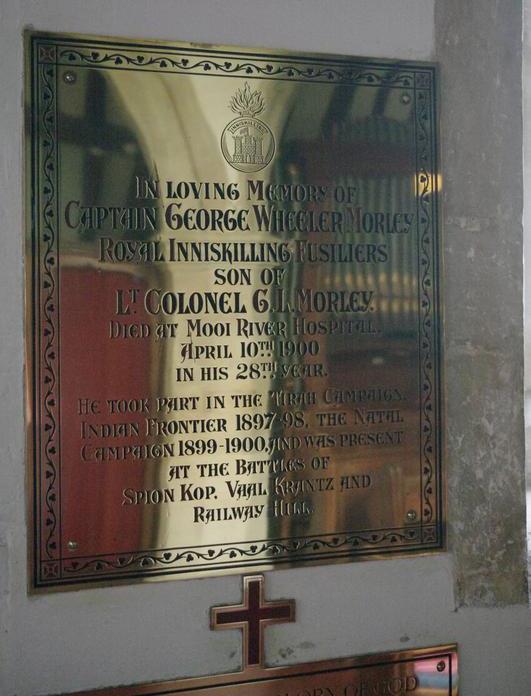 INNISKILLING
IN LOVING MEMORY OF
CAPTAIN GEORGE WHEELER MORLEY
ROYAL INNISKILLING FUSILIERS
SON OF
LT COLONEL G. L. MORLEY.
DIED AT MOOI RIVER HOSPITAL.
APRIL 10TH 1900
IN HIS 28TH YEAR.
HE TOOK PART IN THE TIRAH CAMPAIGN.
INDIAN FRONTIER 1897-98, THE NATAL
CAMPAIGN 1899-1900, AND WAS PRESENT
AT THE BATTLES OF
SPION KOP. VAAL KRANTZ AND
RAILWAY HILL.
OF GOD